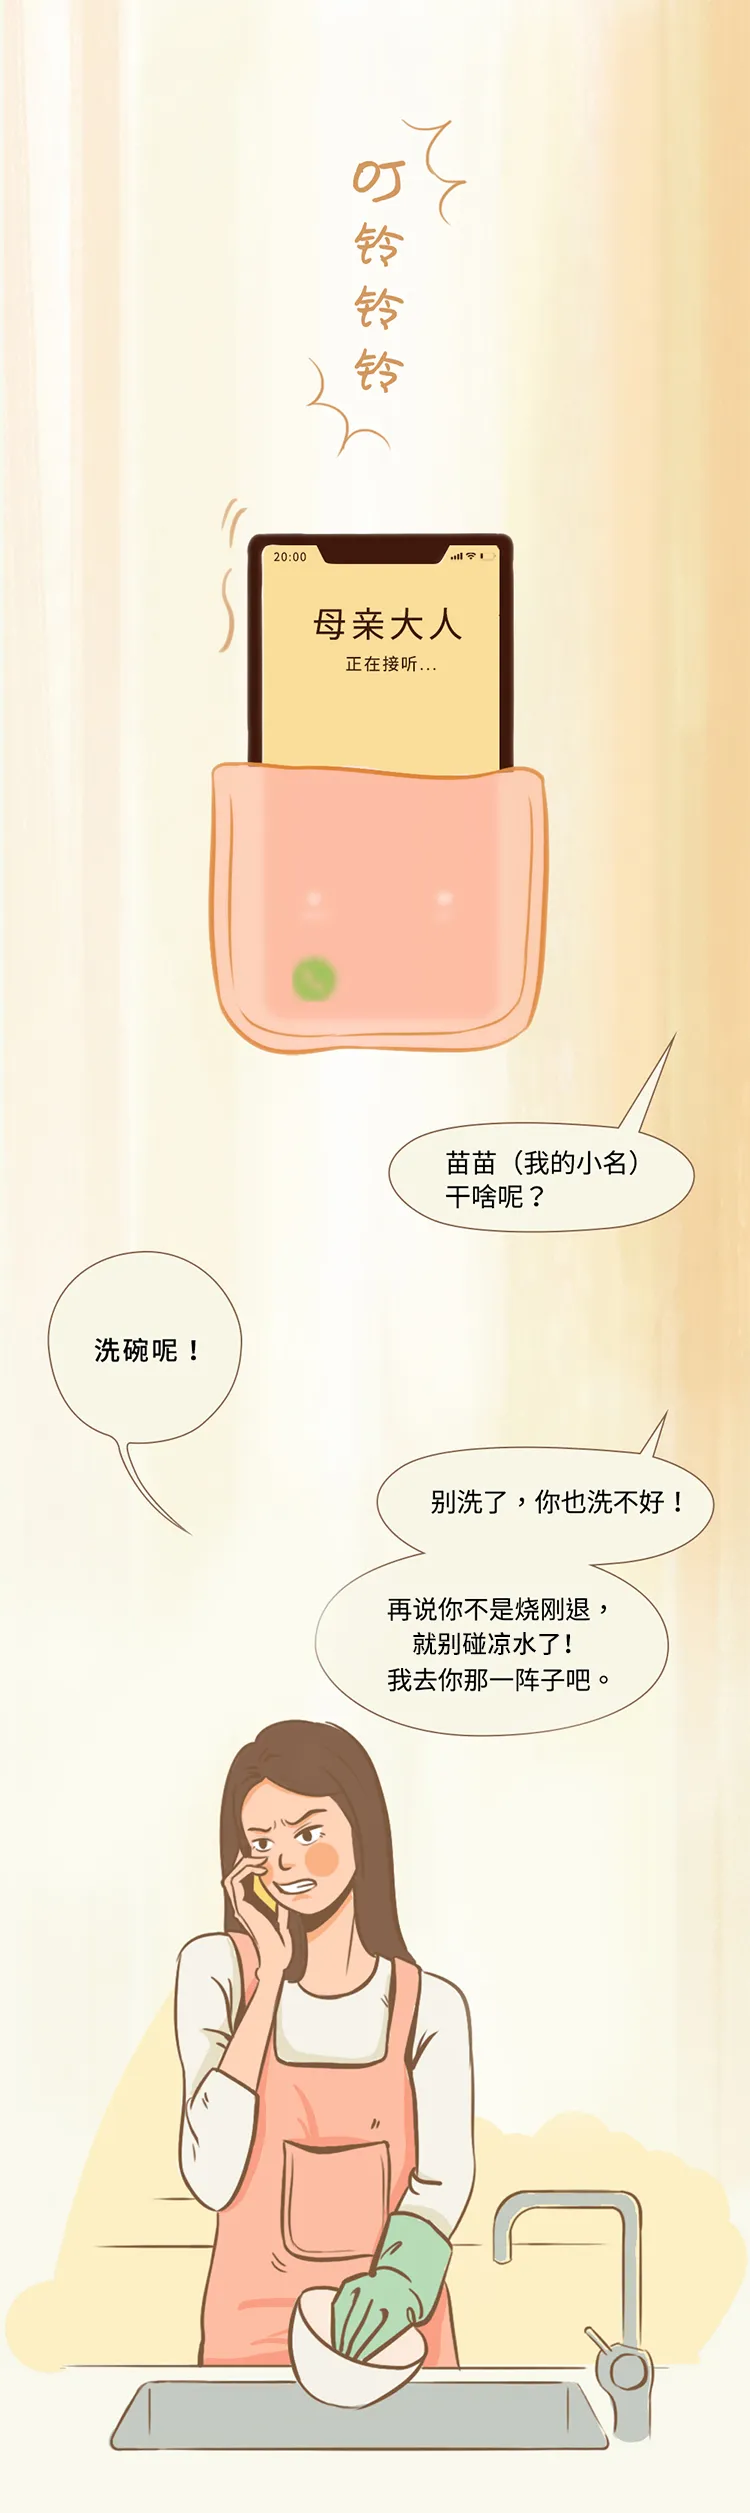 叮
铃
铃
铃
20:00
母亲大人
正在接听...
苗苗（我的小名）
干啥呢？
洗碗呢！
别洗了，你也洗不好！
再说你不是烧刚退，
就别碰凉水了！
我去你那一阵子吧。